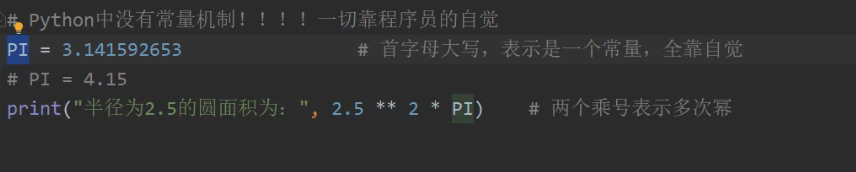 # Python中没有常量机制！！！！一切靠程序员的自觉
PI = 3.141592653 # 首字母大写，表示是一个常量，全靠自觉
# PI = 4.15
print("半径为2.5的圆面积为：", 2.5 ** 2 * PI) # 两个乘号表示多次幂